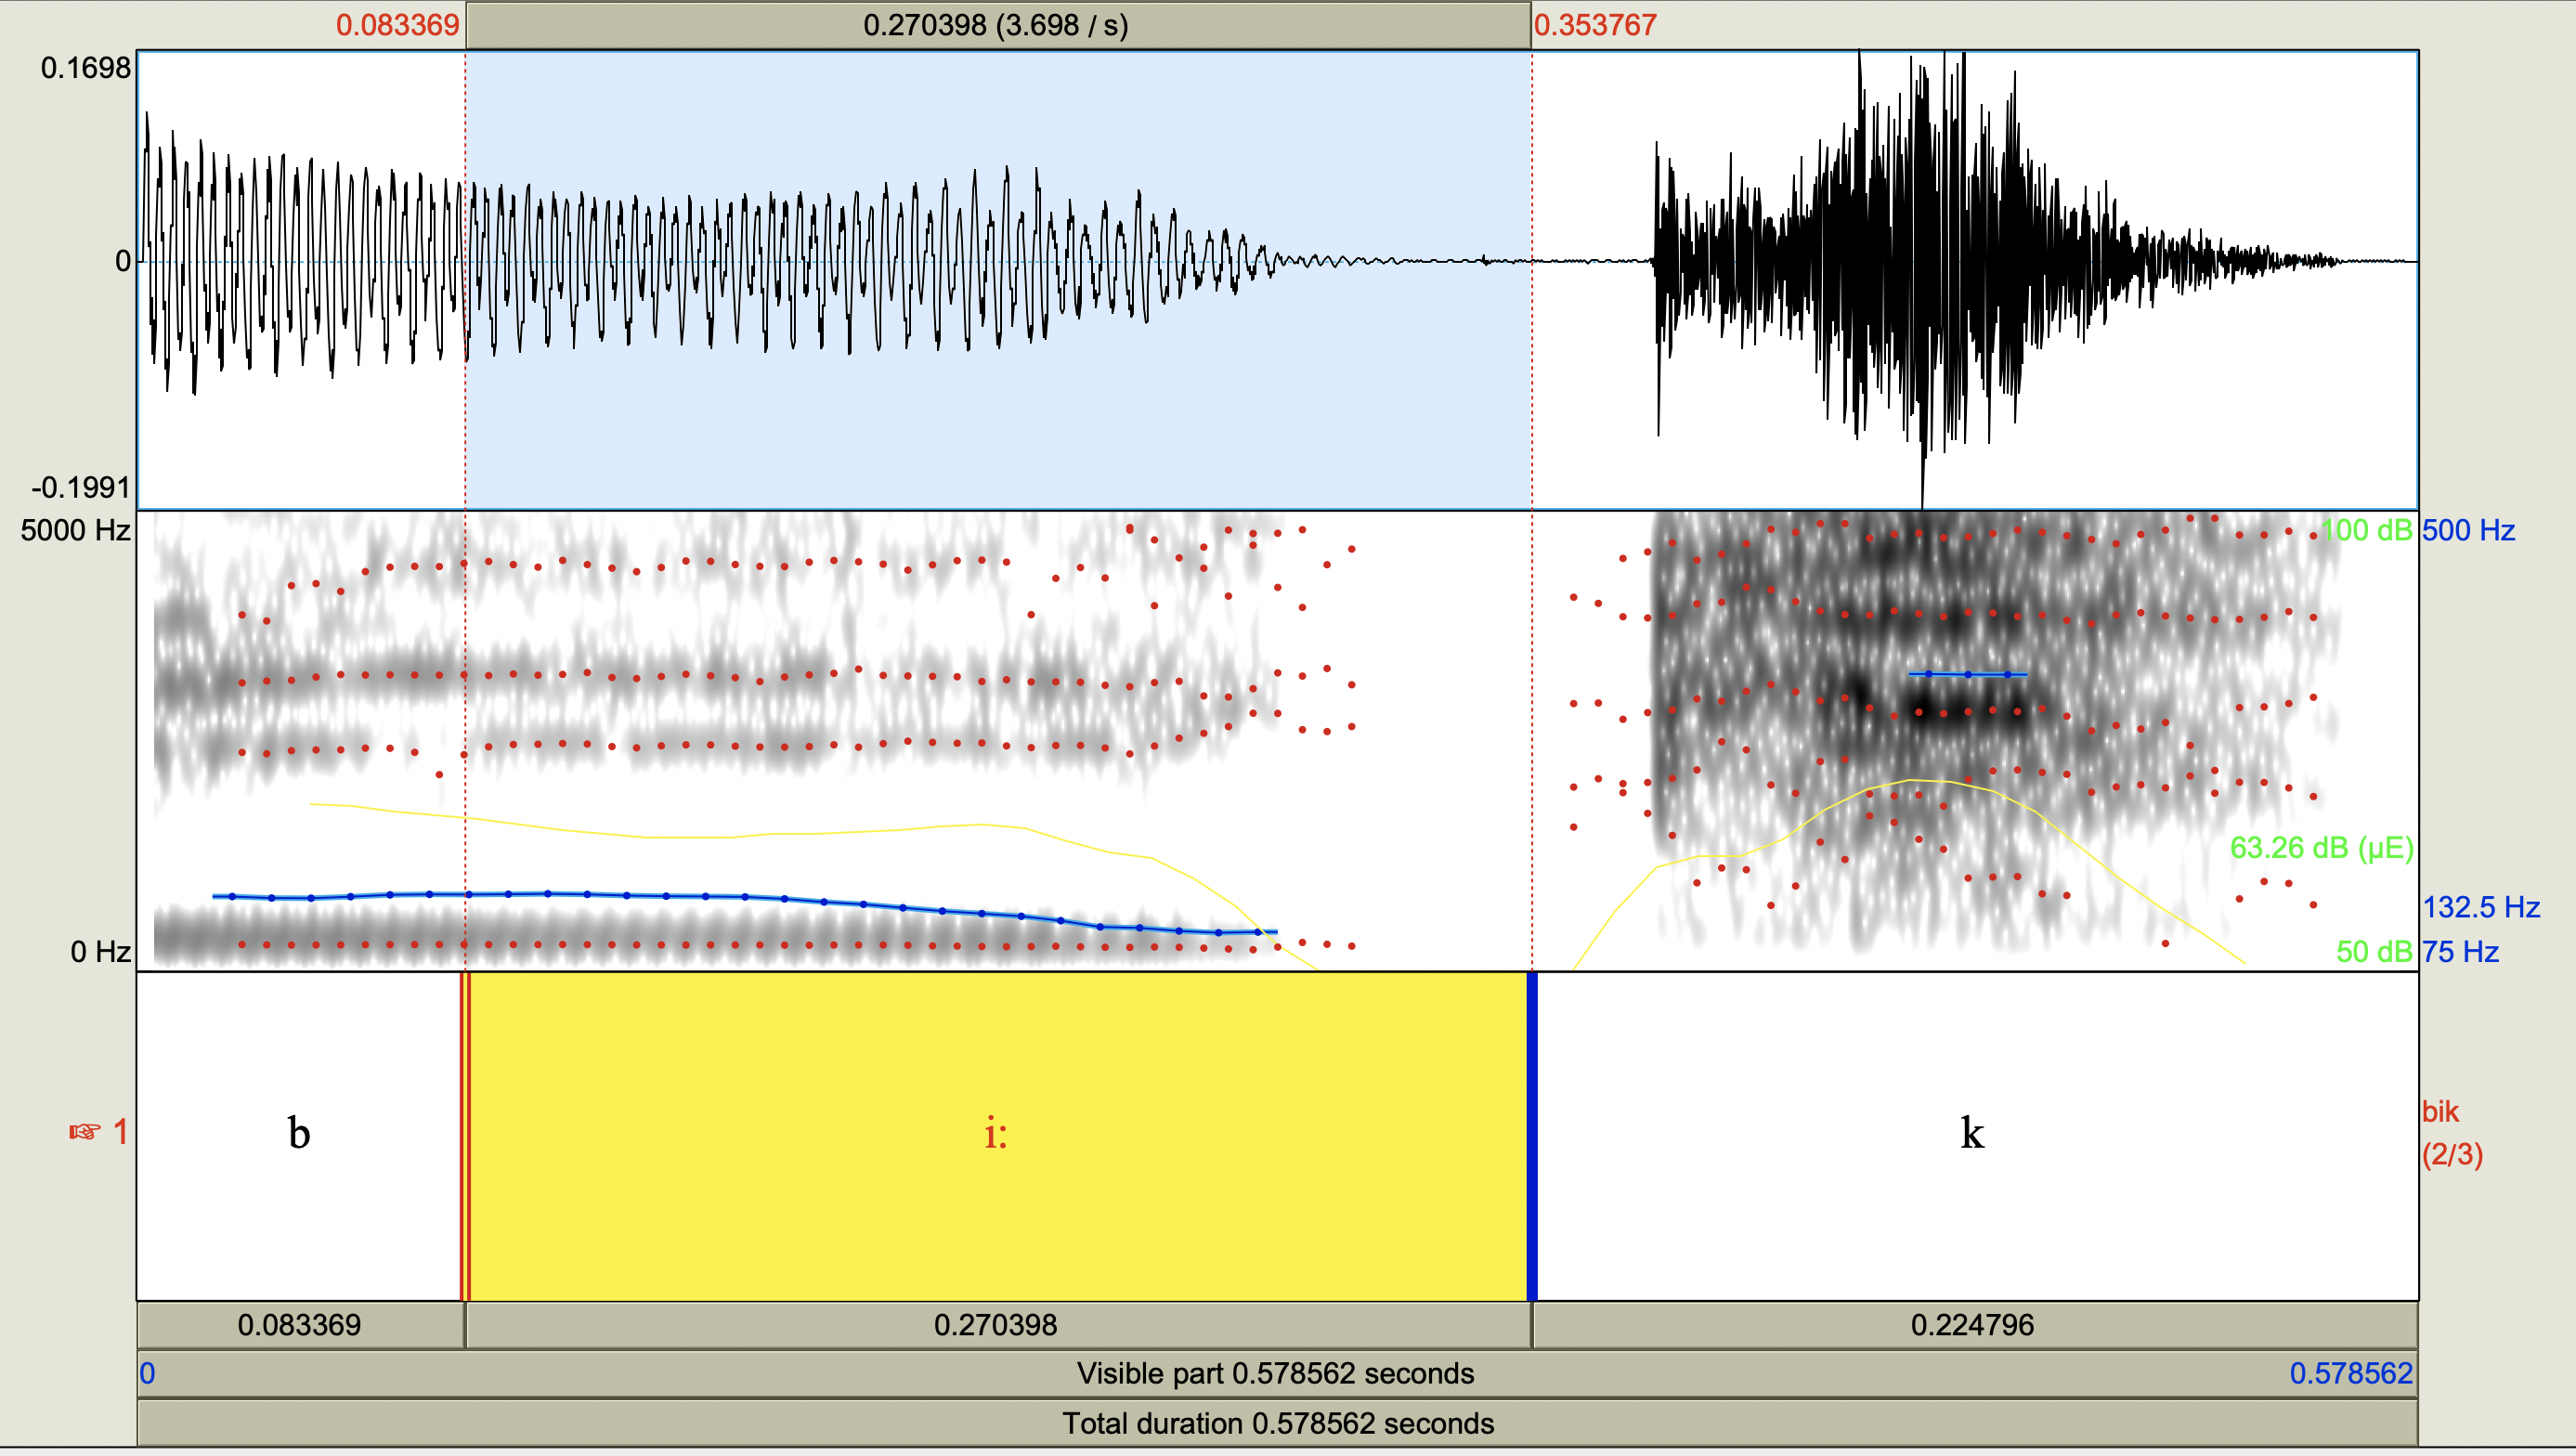 0.083369 0.270398 (3.698 / s) 0.353767
0.1698
0
-0.1991
5000 Hz 100 dB 500 Hz
63.26 dB (µE)
132.5 Hz
0 Hz 50 dB 75 Hz
☞ 1 b i: k bik
(2/3)
0.083369 0.270398 0.224796
0 Visible part 0.578562 seconds 0.578562
Total duration 0.578562 seconds